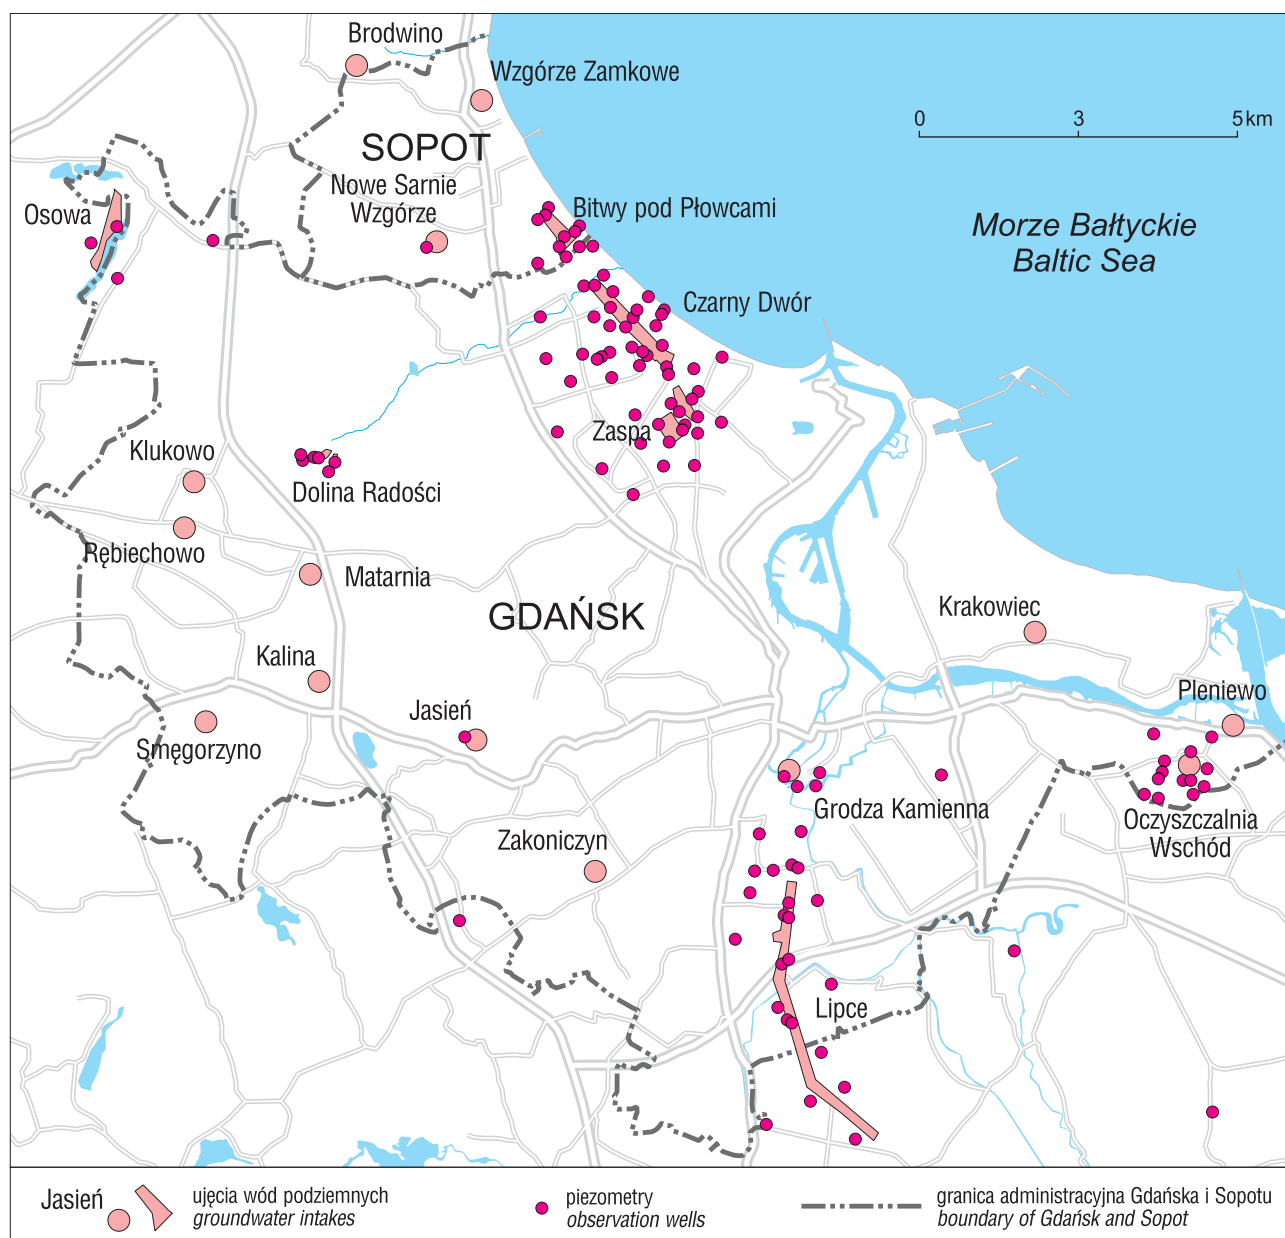 Brodwino
Wzgórze Zamkowe
SOPOT
Nowe Sarnie
Wzgórze
Osowa
Bitwy pod Płowcami
0 3 5 km
Morze Bałtyckie
Baltic Sea
Czarny Dwór
Zaspa
Klukowo
Dolina Radości
Rębiechowo
Matarnia
GDAŃSK
Krakowiec
Kalina
Pleniewo
Jasień
Smęgorzyno
Grodza Kamienna
Oczyszczalnia
Wschód
Zakoniczyn
Lipce
Jasień
ujęcia wód podziemnych
groundwater intakes
piezometry
observation wells
granica administracyjna Gdańska i Sopotu
boundary of Gdańsk and Sopot